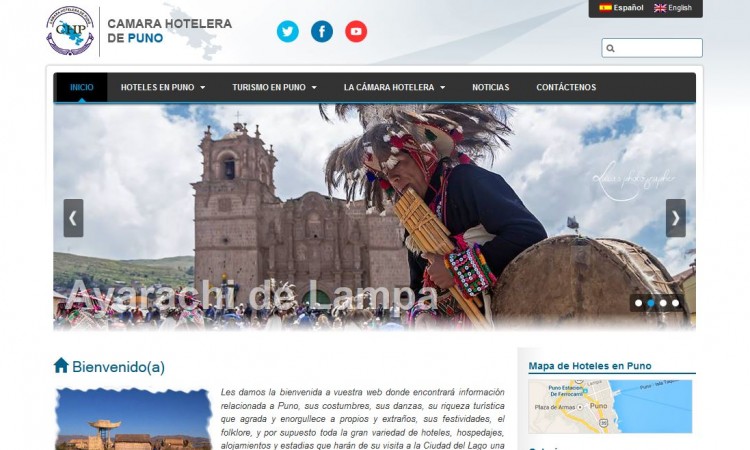 Español English
CAMARA HOTELERA
DE PUNO
CHP
INICIO HOTELES EN PUNO TURISMO EN PUNO LA CÁMARA HOTELERA NOTICIAS CONTÁCTENOS
Ayarachi de Lampa
Bienvenido(a)
Les damos la bienvenida a vuestra web donde encontrará información
relacionada a Puno, sus costumbres, sus danzas, su riqueza turística
que agrada y enorgullece a propios y extraños, sus festividades, el
folklore, y por supuesto toda la gran variedad de hoteles, hospedajes,
alojamientos y estadias que harán de su visita a la Ciudad del Lago una
Mapa de Hoteles en Puno
Puno Estacion
De Ferrocarril
Plaza de Armas
Puno